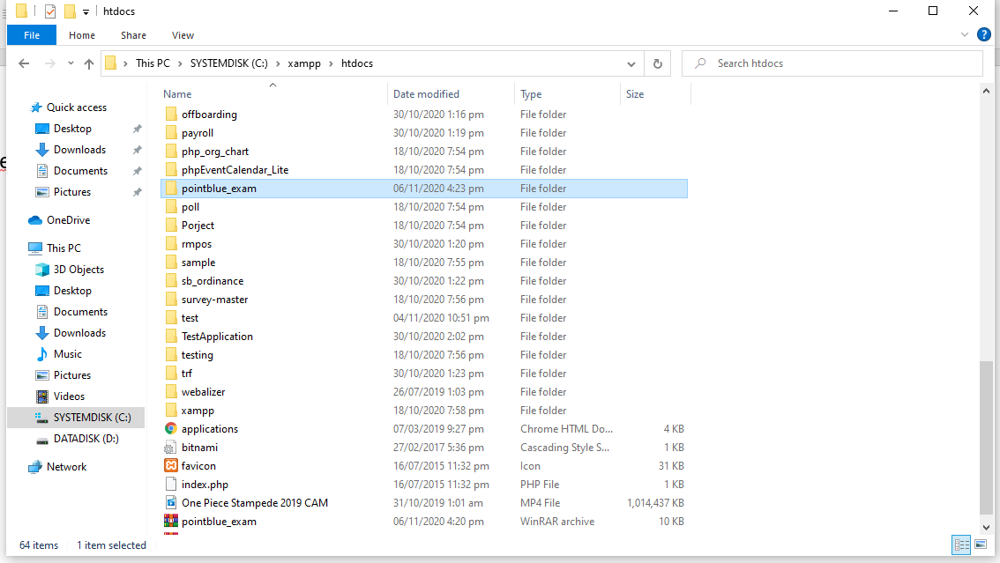 htdocs
File Home Share View
This PC SYSTEMDISK (C:) xampp htdocs Search htdocs
Name Date modified Type Size
Quick access
Desktop
Downloads
Documents
Pictures
OneDrive
This PC
3D Objects
Desktop
Documents
Downloads
Music
Pictures
Videos
SYSTEMDISK (C:)
DATADISK (D:)
Network
offboarding 30/10/2020 1:16 pm File folder
payroll 30/10/2020 1:19 pm File folder
php_org_chart 18/10/2020 7:54 pm File folder
phpEventCalendar_Lite 18/10/2020 7:54 pm File folder
pointblue_exam 06/11/2020 4:23 pm File folder
poll 18/10/2020 7:54 pm File folder
Porject 18/10/2020 7:54 pm File folder
rmpos 30/10/2020 1:20 pm File folder
sample 18/10/2020 7:55 pm File folder
sb_ordinance 30/10/2020 1:22 pm File folder
survey-master 18/10/2020 7:56 pm File folder
test 04/11/2020 10:51 pm File folder
TestApplication 30/10/2020 2:02 pm File folder
testing 18/10/2020 7:56 pm File folder
trf 30/10/2020 1:23 pm File folder
webalizer 26/07/2019 1:03 pm File folder
xampp 18/10/2020 7:58 pm File folder
applications 07/03/2019 9:27 pm Chrome HTML Do... 4 KB
bitnami 27/02/2017 5:36 pm Cascading Style S... 1 KB
favicon 16/07/2015 11:32 pm Icon 31 KB
index.php 16/07/2015 11:32 pm PHP File 1 KB
One Piece Stampede 2019 CAM 31/10/2019 1:01 am MP4 File 1,014,437 KB
pointblue_exam 06/11/2020 4:20 pm WinRAR archive 10 KB
64 items 1 item selected